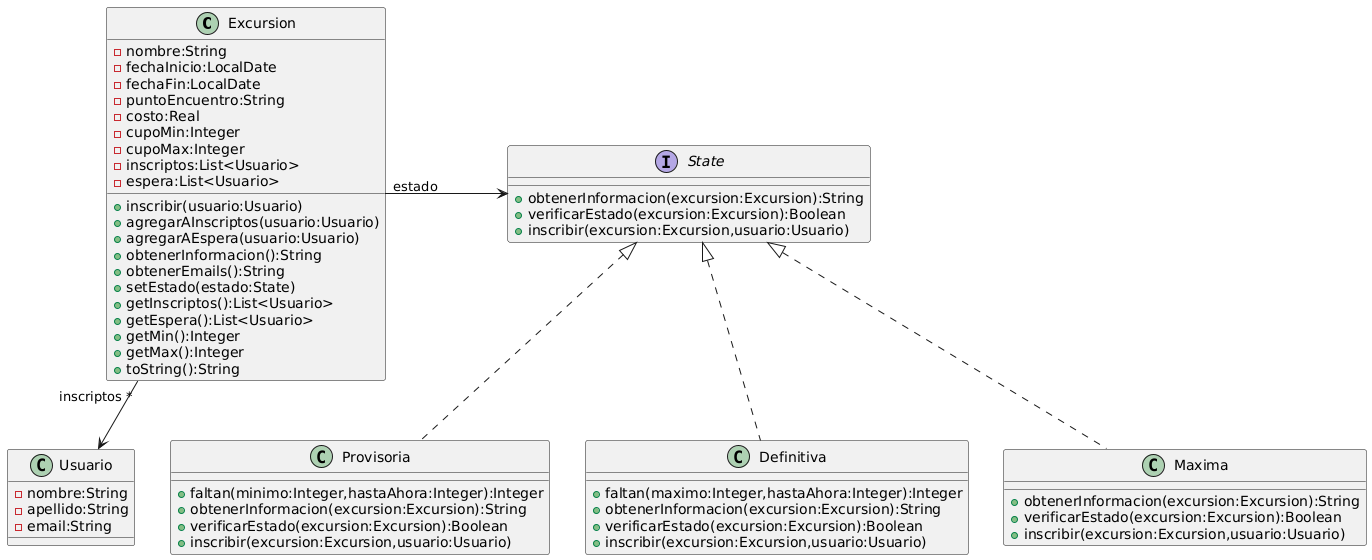 C Excursion
nombre:String
fechaInicio:LocalDate
fechaFin:LocalDate
puntoEncuentro:String
costo:Real
cupoMin:Integer
cupoMax:Integer
inscriptos:List<Usuario>
espera:List<Usuario>
inscribir(usuario:Usuario)
agregarAInscriptos(usuario:Usuario)
agregarAEspera(usuario:Usuario)
obtenerInformacion():String
obtenerEmails():String
setEstado(estado:State)
getInscriptos():List<Usuario>
getEspera():List<Usuario>
getMin():Integer
getMax():Integer
toString():String
estado
I State
obtenerInformacion(excursion:Excursion):String
verificarEstado(excursion:Excursion):Boolean
inscribir(excursion:Excursion,usuario:Usuario)
inscriptos *
C Usuario
nombre:String
apellido:String
email:String
C Provisoria
faltan(minimo:Integer,hastaAhora:Integer):Integer
obtenerInformacion(excursion:Excursion):String
verificarEstado(excursion:Excursion):Boolean
inscribir(excursion:Excursion,usuario:Usuario)
C Definitiva
faltan(maximo:Integer,hastaAhora:Integer):Integer
obtenerInformacion(excursion:Excursion):String
verificarEstado(excursion:Excursion):Boolean
inscribir(excursion:Excursion,usuario:Usuario)
C Maxima
obtenerInformacion(excursion:Excursion):String
verificarEstado(excursion:Excursion):Boolean
inscribir(excursion:Excursion,usuario:Usuario)